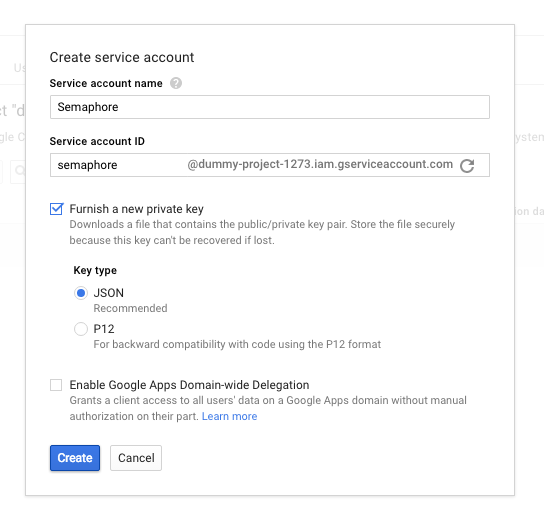 Create service account
Service account name ?
Semaphore
Service account ID
semaphore @dummy-project-1273.iam.gserviceaccount.com
Furnish a new private key
Downloads a file that contains the public/private key pair. Store the file securely
because this key can't be recovered if lost.
Key type
JSON
Recommended
P12
For backward compatibility with code using the P12 format
Enable Google Apps Domain-wide Delegation
Grants a client access to all users' data on a Google Apps domain without manual
authorization on their part. Learn more
Create Cancel